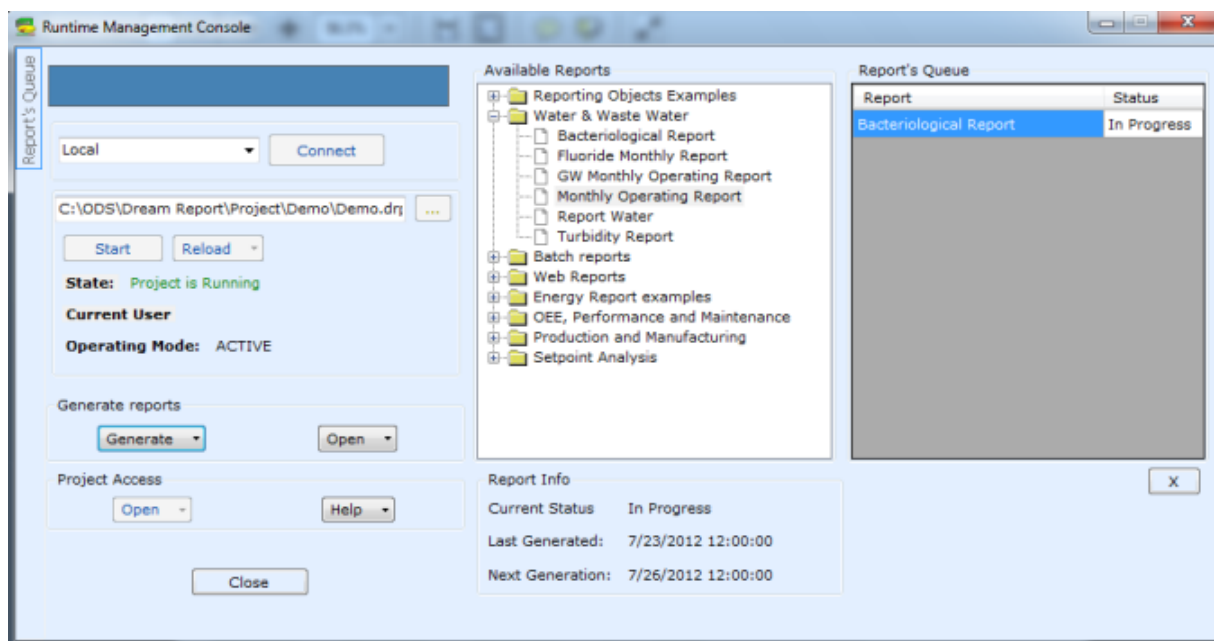 Runtime Management Console
Report's Queue
Local
Connect
C:\ODS\Dream Report\Project\Demo\Demo.drp
...
Start
Reload
State: Project is Running
Current User
Operating Mode: ACTIVE
Generate reports
Generate
Open
Project Access
Open
Help
Close
Available Reports
Reporting Objects Examples
Water & Waste Water
Bacteriological Report
Fluoride Monthly Report
GW Monthly Operating Report
Monthly Operating Report
Report Water
Turbidity Report
Batch reports
Web Reports
Energy Report examples
OEE, Performance and Maintenance
Production and Manufacturing
Setpoint Analysis
Report Info
Current Status In Progress
Last Generated: 7/23/2012 12:00:00
Next Generation: 7/26/2012 12:00:00
Report's Queue
Report Status
Bacteriological Report In Progress
X